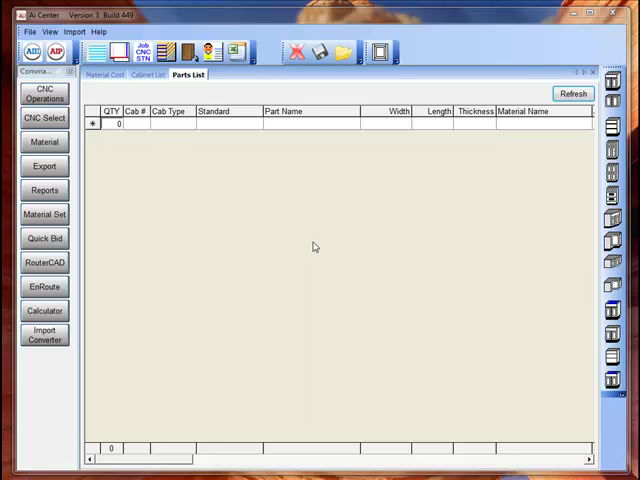 Ai Center Version 3 Build 449
File View Import Help
AIE AIP Job CNC STN
Comma...
Material Cost Cabinet List Parts List
Refresh
CNC Operations
CNC Select
Material
Export
Reports
Material Set
Quick Bid
RouterCAD
EnRoute
Calculator
Import Converter
QTY Cab # Cab Type Standard Part Name Width Length Thickness Material Name
0
0